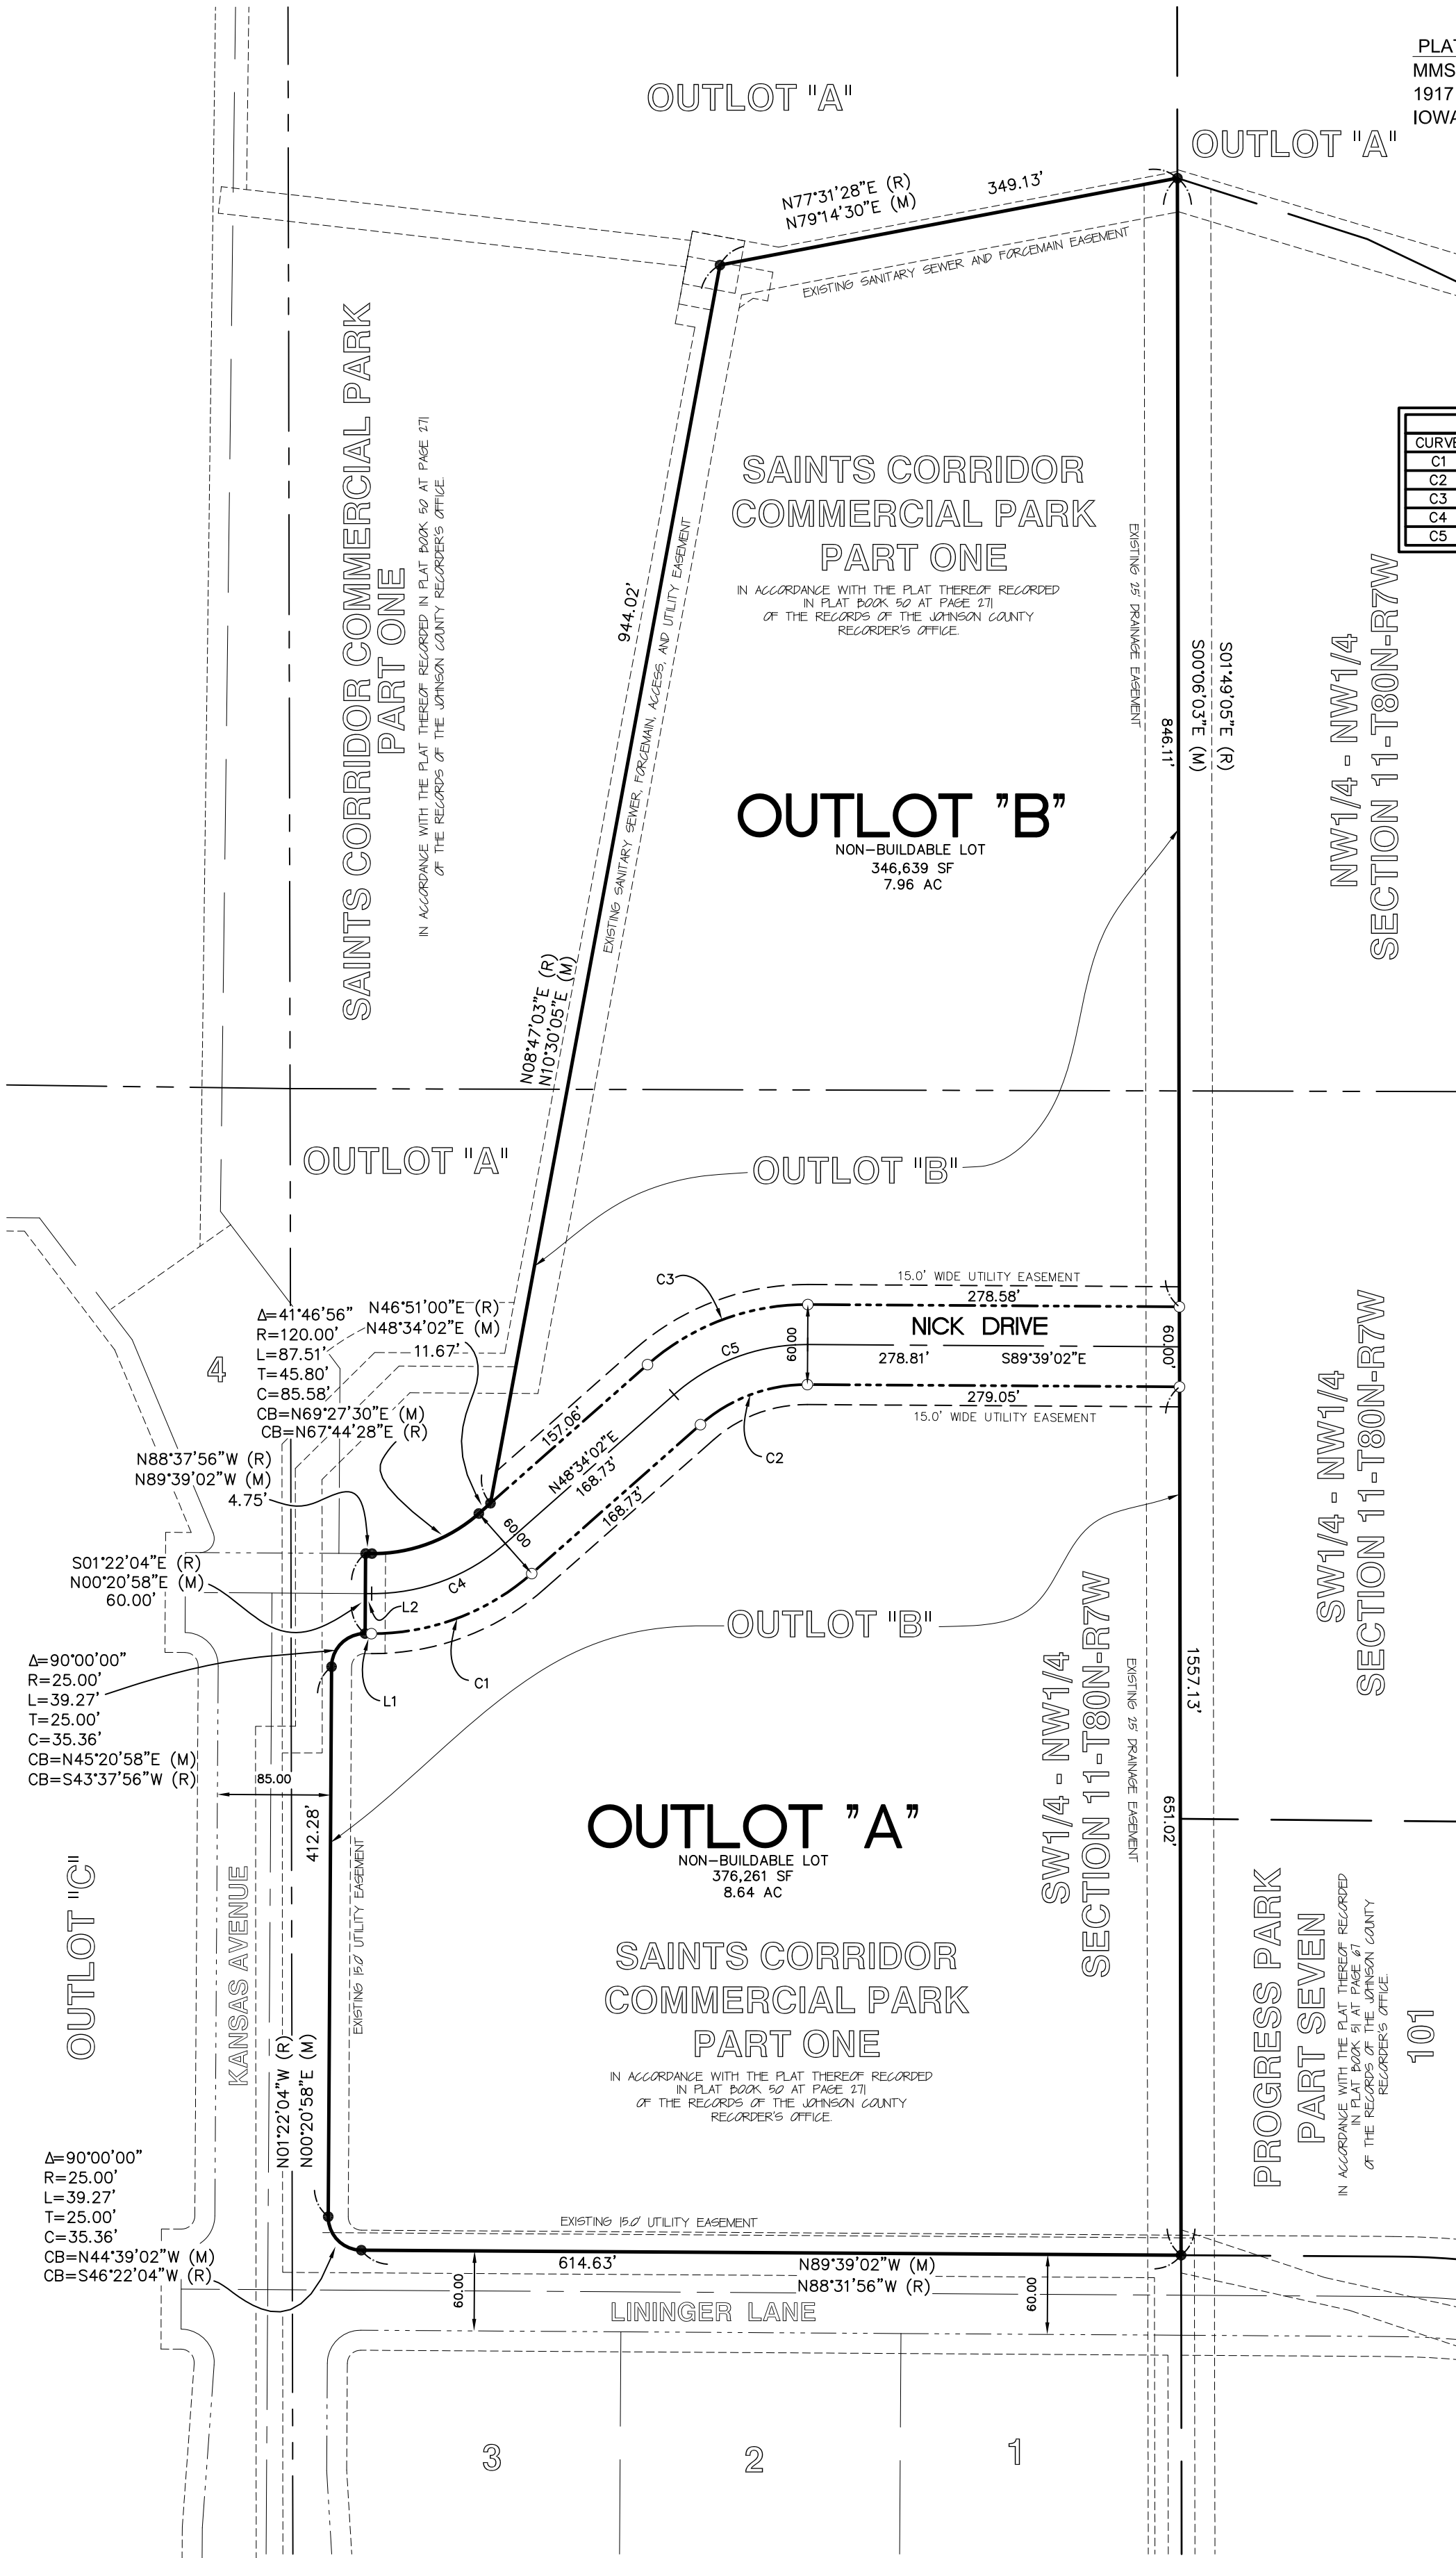 OUTLOT "A"
PLAT
MMS
1917
IOWA
OUTLOT "A"
N77°31'28"E (R)
N79°14'30"E (M)
349.13'
EXISTING SANITARY SEWER AND FORCEMAIN EASEMENT
SAINTS CORRIDOR COMMERCIAL PARK
PART ONE
IN ACCORDANCE WITH THE PLAT THEREOF RECORDED IN PLAT BOOK 50 AT PAGE 271
OF THE RECORDS OF THE JOHNSON COUNTY RECORDER'S OFFICE.
SAINTS CORRIDOR
COMMERCIAL PARK
PART ONE
IN ACCORDANCE WITH THE PLAT THEREOF RECORDED
IN PLAT BOOK 50 AT PAGE 271
OF THE RECORDS OF THE JOHNSON COUNTY
RECORDER'S OFFICE.
CURVE
C1
C2
C3
C4
C5
944.02'
EXISTING SANITARY SEWER, FORCEMAIN, ACCESS, AND UTILITY EASEMENT
EXISTING 25' DRAINAGE EASEMENT
846.11'
S00°06'03"E (M)
S01°49'05"E (R)
NW1/4 - NW1/4
SECTION 11-T80N-R7W
OUTLOT "B"
NON-BUILDABLE LOT
346,639 SF
7.96 AC
N08°47'03"E (R)
N10°30'05"E (M)
OUTLOT "A"
OUTLOT "B"
C3
15.0' WIDE UTILITY EASEMENT
278.58'
NICK DRIVE
C5
60.00
278.81'
S89°39'02"E
60.00'
279.05'
15.0' WIDE UTILITY EASEMENT
C2
4
Δ=41°46'56"
R=120.00'
L=87.51'
T=45.80'
C=85.58'
CB=N69°27'30"E (M)
CB=N67°44'28"E (R)
N46°51'00"E (R)
N48°34'02"E (M)
11.67'
157.06'
N48°34'02"E
168.73'
168.73'
60.00
N88°37'56"W (R)
N89°39'02"W (M)
4.75'
S01°22'04"E (R)
N00°20'58"E (M)
60.00'
C4
L2
L1
C1
OUTLOT "B"
SW1/4 - NW1/4
SECTION 11-T80N-R7W
SW1/4 - NW1/4
SECTION 11-T80N-R7W
EXISTING 25' DRAINAGE EASEMENT
1557.13'
651.02'
Δ=90°00'00"
R=25.00'
L=39.27'
T=25.00'
C=35.36'
CB=N45°20'58"E (M)
CB=S43°37'56"W (R)
85.00
412.28'
EXISTING 15.0' UTILITY EASEMENT
OUTLOT "C"
KANSAS AVENUE
N01°22'04"W (R)
N00°20'58"E (M)
OUTLOT "A"
NON-BUILDABLE LOT
376,261 SF
8.64 AC
SAINTS CORRIDOR
COMMERCIAL PARK
PART ONE
IN ACCORDANCE WITH THE PLAT THEREOF RECORDED
IN PLAT BOOK 50 AT PAGE 271
OF THE RECORDS OF THE JOHNSON COUNTY
RECORDER'S OFFICE.
PROGRESS PARK
PART SEVEN
IN ACCORDANCE WITH THE PLAT THEREOF RECORDED
IN PLAT BOOK 51 AT PAGE 67
OF THE RECORDS OF THE JOHNSON COUNTY
RECORDER'S OFFICE.
101
Δ=90°00'00"
R=25.00'
L=39.27'
T=25.00'
C=35.36'
CB=N44°39'02"W (M)
CB=S46°22'04"W (R)
EXISTING 15.0' UTILITY EASEMENT
614.63'
N89°39'02"W (M)
N88°31'56"W (R)
60.00
60.00
LININGER LANE
3
2
1